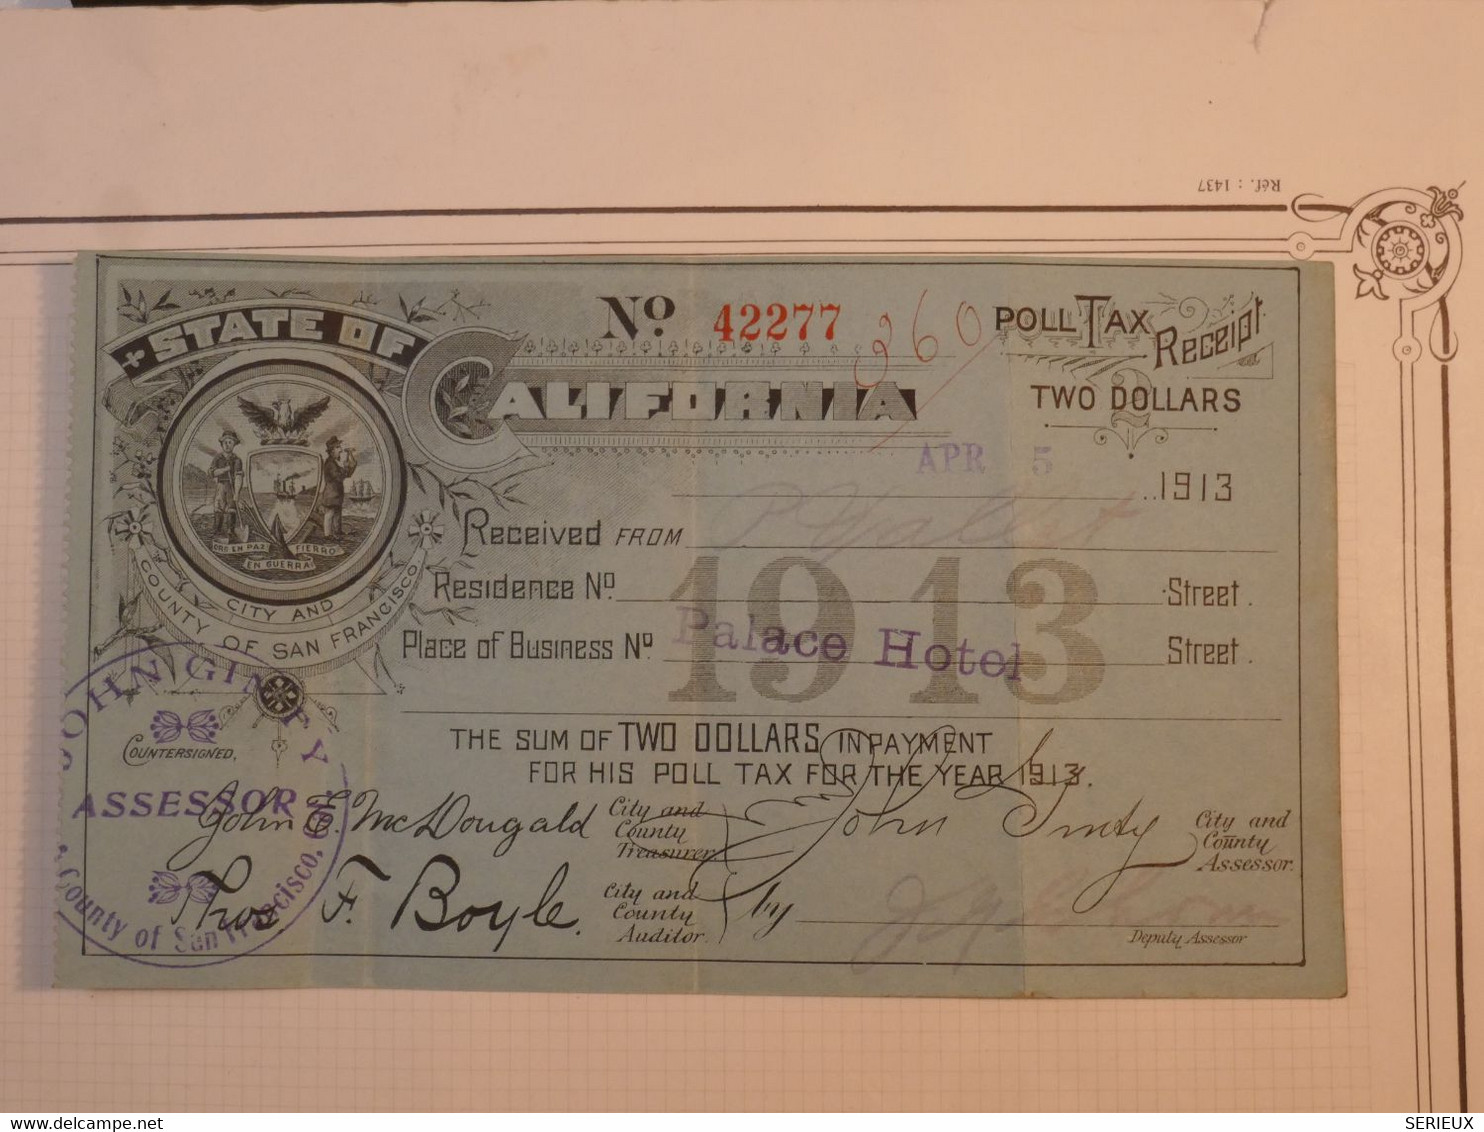 Réf. : 1437
STATE OF
CALIFORNIA
No. 42277
360
POLL TAX
Receipt
TWO DOLLARS
2
APR 5
1913
Received FROM
1913
Residence No. Street.
Place of Business No. Palace Hotel Street.
ORO EN PAZ
FIERRO
EN GUERRA
CITY AND
COUNTY OF SAN FRANCISCO
THE SUM OF TWO DOLLARS IN PAYMENT
FOR HIS POLL TAX FOR THE YEAR 1913.
JOHN GINTY
COUNTERSIGNED,
ASSESSOR
County of San Francisco,
John E. McDougald City and County Treasurer
John Ginty City and County Assessor.
Thos. F. Boyle. City and County Auditor.
by
Deputy Assessor
SERIEUX